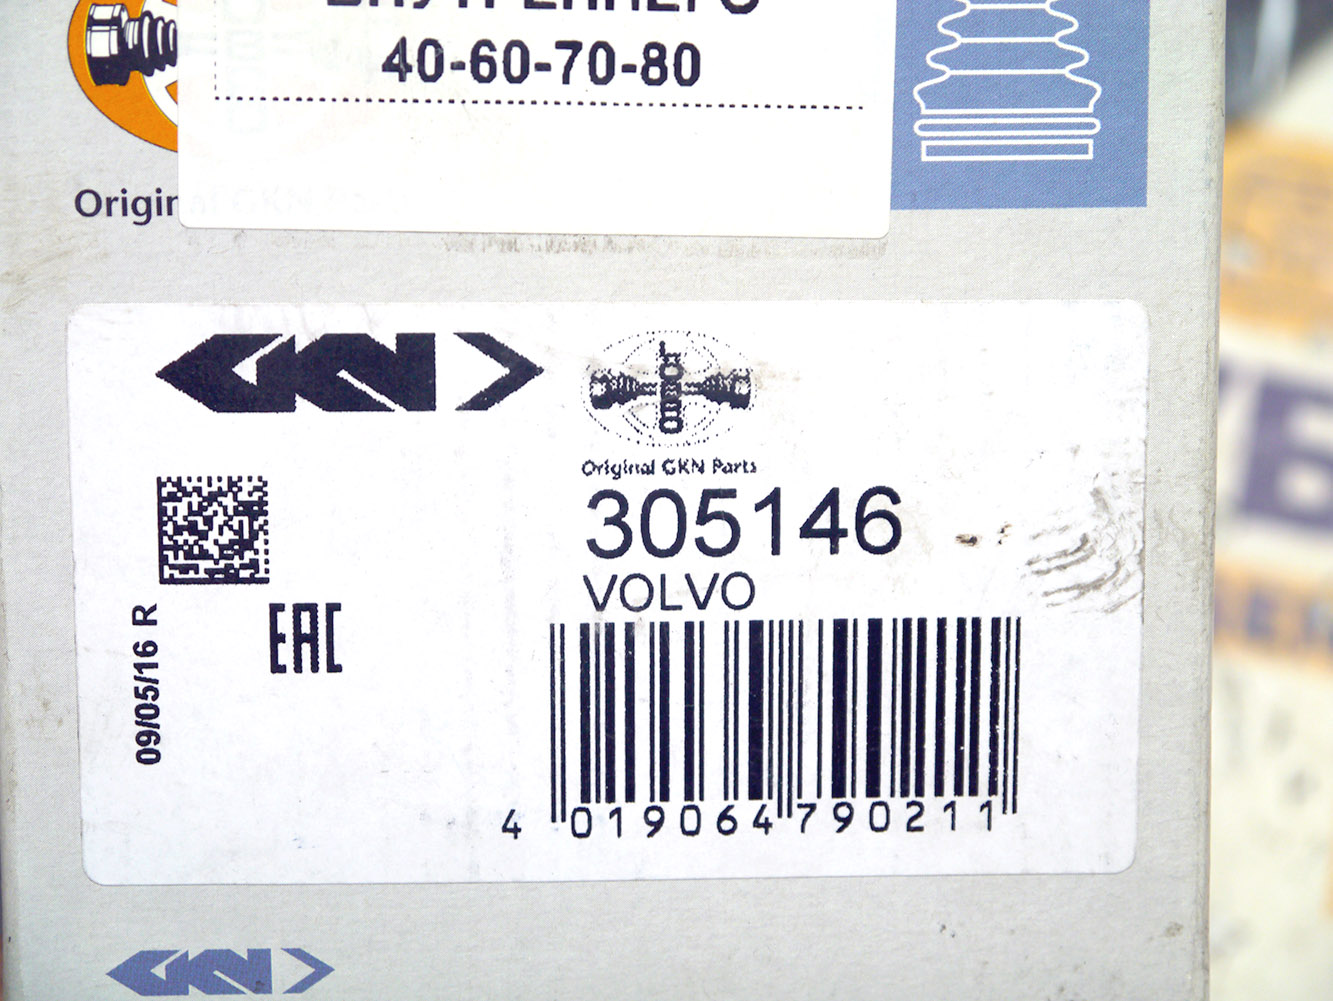 40-60-70-80
Origin
GKN
LOBRO
Original GKN Parts
305146
VOLVO
09/05/16 R
EAC
4 019064 790211
GKN